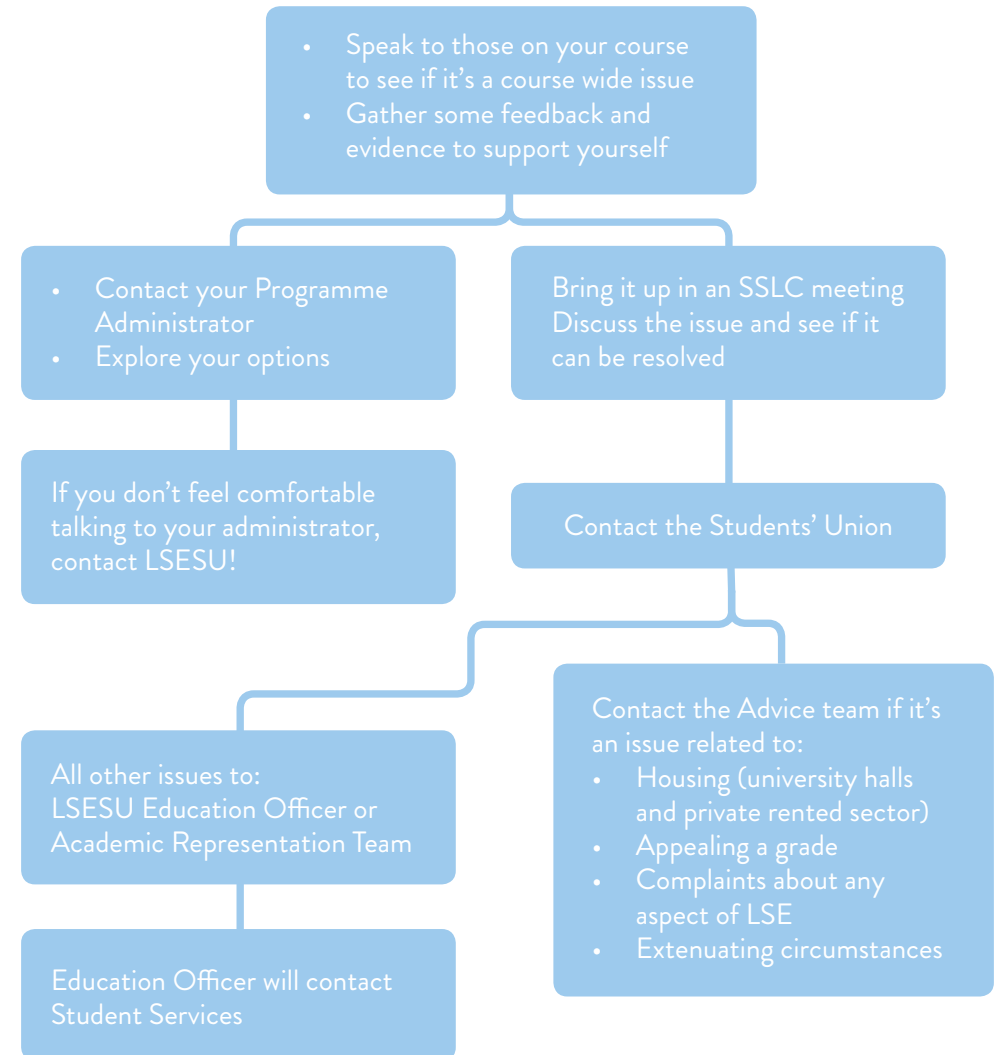 • Speak to those on your course
to see if it's a course wide issue
• Gather some feedback and
evidence to support yourself
• Contact your Programme
Administrator
• Explore your options
Bring it up in an SSLC meeting
Discuss the issue and see if it
can be resolved
If you don't feel comfortable
talking to your administrator,
contact LSESU!
Contact the Students' Union
All other issues to:
LSESU Education Officer or
Academic Representation Team
Contact the Advice team if it's
an issue related to:
• Housing (university halls
and private rented sector)
• Appealing a grade
• Complaints about any
aspect of LSE
• Extenuating circumstances
Education Officer will contact
Student Services